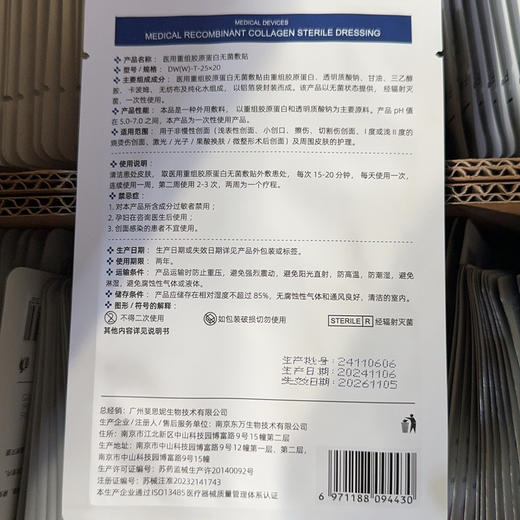 MEDICAL DEVICES
MEDICAL RECOMBINANT COLLAGEN STERILE DRESSING
• 产品名称：医用重组胶原蛋白无菌敷贴
• 型号/规格：DW(W)-T-25×20
• 主要组成成分：医用重组胶原蛋白无菌敷贴由重组胶原蛋白、透明质酸钠、甘油、三乙醇
胺、卡波姆、无纺布及纯化水组成，以铝箔袋封装而成。该产品以无菌状态提供，经辐射灭
菌，一次性使用。
• 产品性能：本品是一种外用敷料，以重组胶原蛋白和透明质酸钠为主要原料。产品 pH值
在 5.0-7.0 之间，本产品为一次性使用产品。
• 适用范围：用于非慢性创面（浅表性创面、小创口、擦伤、切割伤创面、I度或浅 II 度的
烧烫伤创面、激光/光子/果酸换肤/微整形术后创面）及周围皮肤的护理。
• 使用说明：
清洁患处皮肤，取医用重组胶原蛋白无菌敷贴外敷患处，每次 15-20 分钟，每天使用一次，
连续使用一周，第二周使用 2-3 次，两周为一个疗程。
• 禁忌症：
1. 对本产品所含成分过敏者禁用；
2. 孕妇在咨询医生后使用；
3. 创面感染的患者不宜使用。
• 生产日期：生产日期或失效日期详见产品外包装或标签。
• 使用期限：两年。
• 运输条件：产品运输时防止重压，避免强烈震动，避免阳光直射，防高温，防潮湿，避免
淋湿，避免腐蚀性气体或液体。
• 储存条件：产品应储存在相对湿度不超过 85%，无腐蚀性气体和通风良好，清洁的室内。
• 图形/符号的解释：
不得二次使用 如包装破损切勿使用 STERILE R 经辐射灭菌
其他内容详见说明书
生产批号：24110606
生产日期：20241106
失效日期：20261105
总经销：广州斐思妮生物技术有限公司
生产企业/注册人/售后服务单位：南京东万生物技术有限公司
住所：南京市江北新区中山科技园博富路9号15幢第二层
生产地址：南京市中山科技园博富路9号12幢第一层、第二层，
南京市中山科技园博富路9号15幢
生产许可证编号：苏药监械生产许20140092号
注册证编号：苏械注准20232141743
本生产企业通过ISO13485医疗器械质量管理体系认证
6 971188 094430